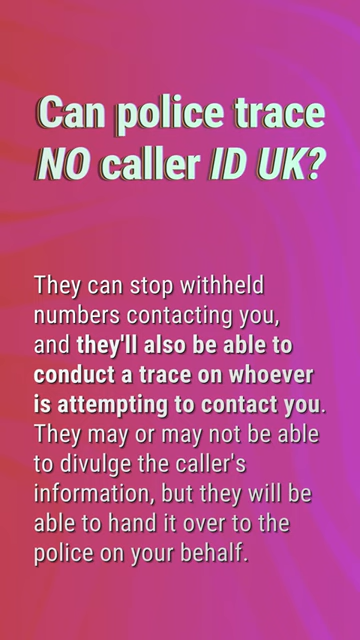 Can police trace
NO caller ID UK?
They can stop withheld
numbers contacting you,
and they'll also be able to
conduct a trace on whoever
is attempting to contact you.
They may or may not be able
to divulge the caller's
information, but they will be
able to hand it over to the
police on your behalf.